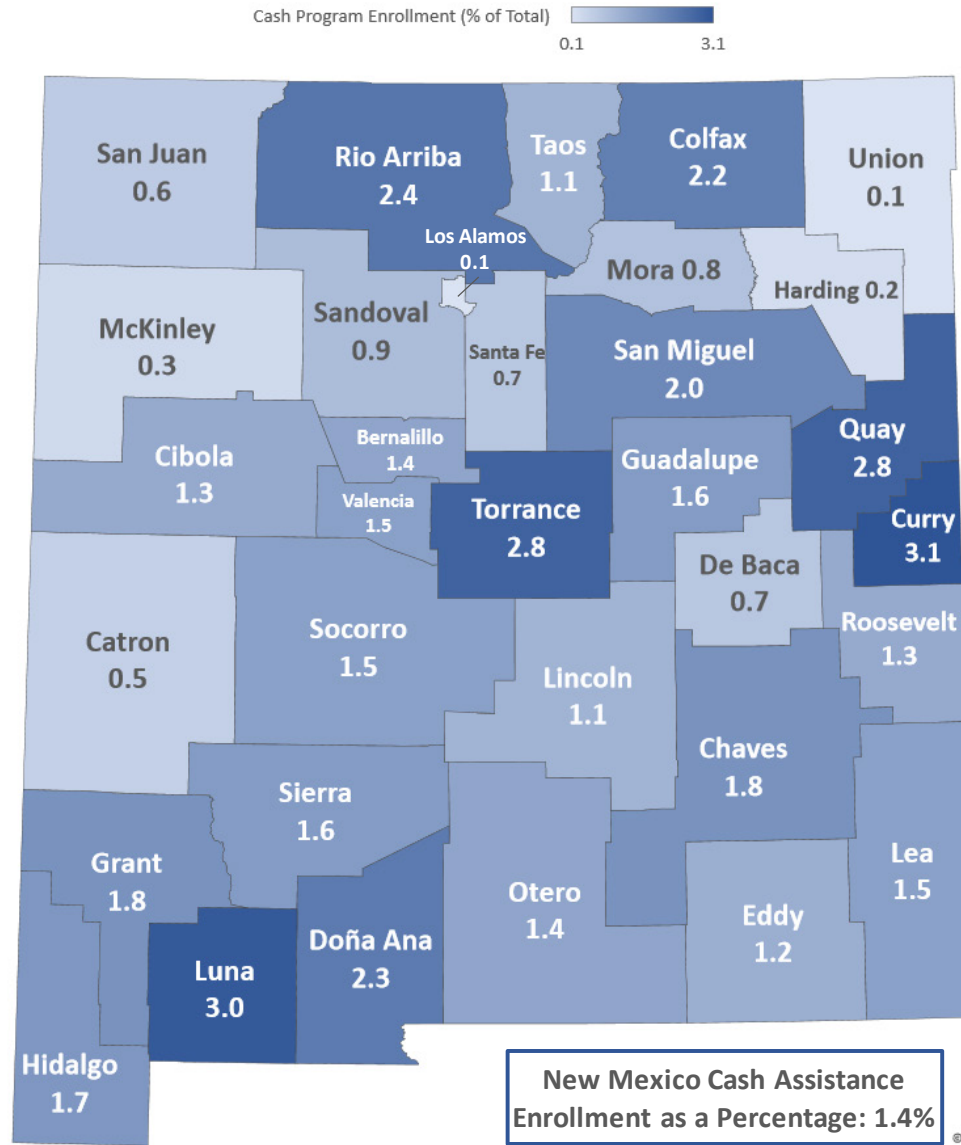 Cash Program Enrollment (% of Total)
0.1 3.1
San Juan
0.6
Rio Arriba
2.4
Taos
1.1
Colfax
2.2
Union
0.1
Los Alamos
0.1
Mora 0.8
Harding 0.2
McKinley
0.3
Sandoval
0.9
Santa Fe
0.7
San Miguel
2.0
Quay
2.8
Cibola
1.3
Bernalillo
1.4
Valencia
1.5
Torrance
2.8
Guadalupe
1.6
Curry
3.1
De Baca
0.7
Roosevelt
1.3
Catron
0.5
Socorro
1.5
Lincoln
1.1
Chaves
1.8
Sierra
1.6
Grant
1.8
Otero
1.4
Eddy
1.2
Lea
1.5
Luna
3.0
Doña Ana
2.3
Hidalgo
1.7
New Mexico Cash Assistance
Enrollment as a Percentage: 1.4%
©